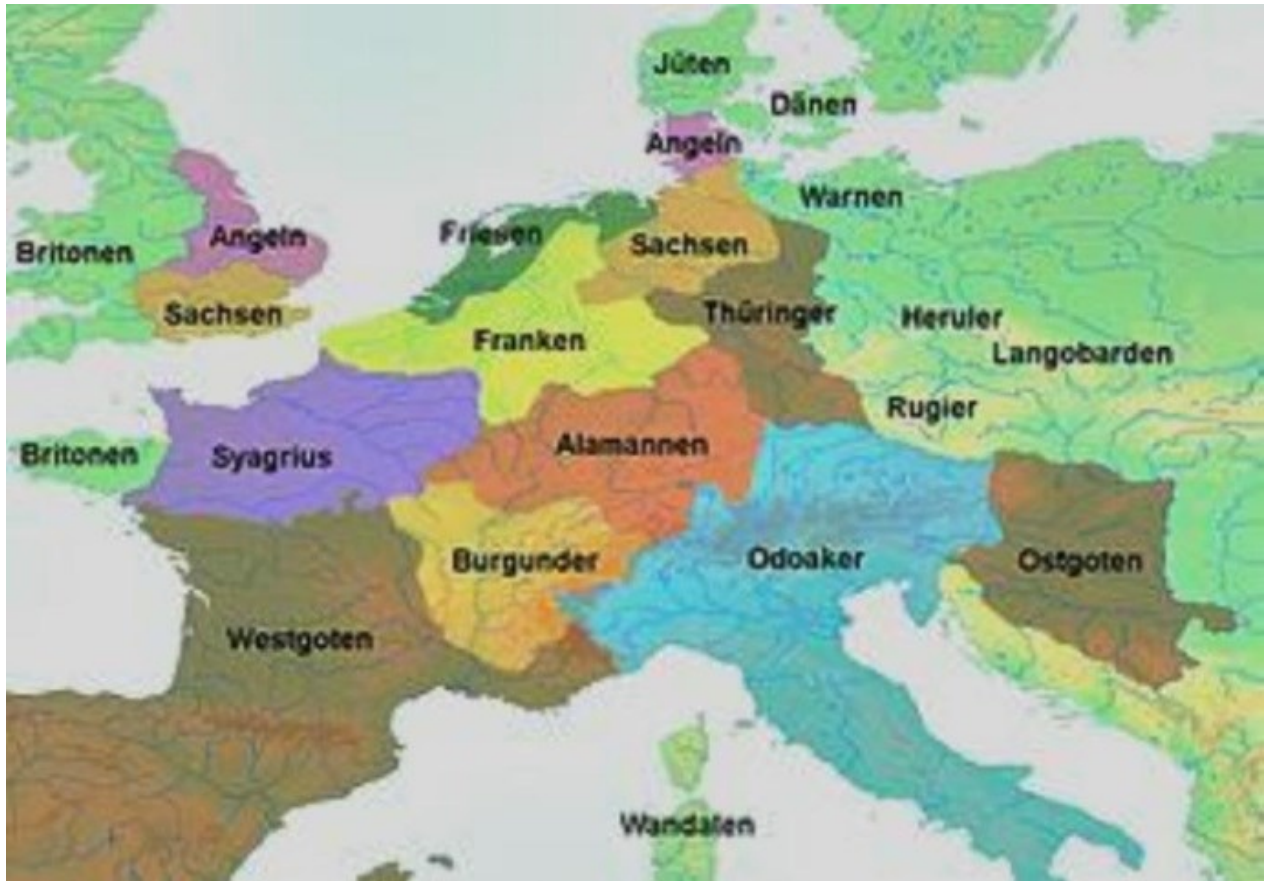 Jüten
Dänen
Angeln
Warnen
Britonen
Angeln
Friesen
Sachsen
Sachsen
Thüringer
Heruler
Franken
Langobarden
Rugier
Britonen
Syagrius
Alamannen
Burgunder
Odoaker
Ostgoten
Westgoten
Wandalen